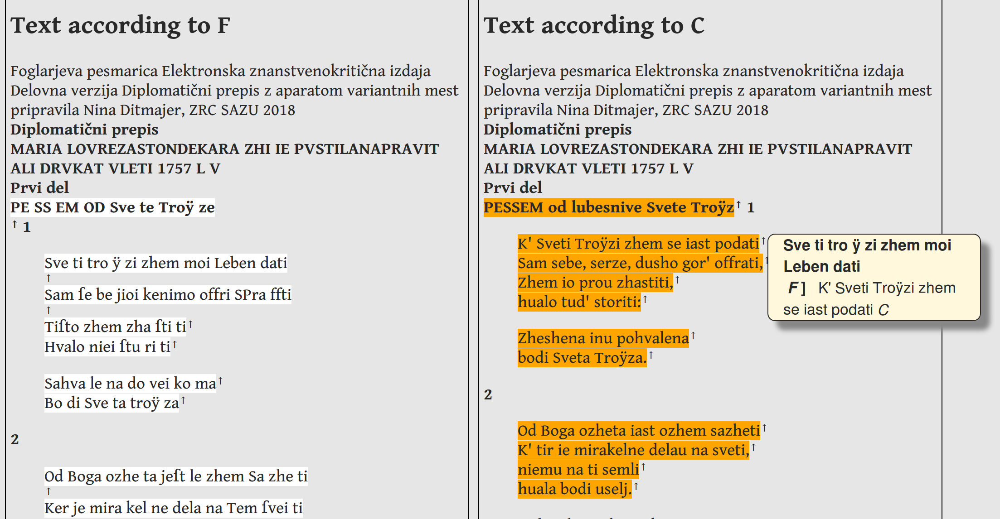 Text according to F
Foglarjeva pesmarica Elektronska znanstvenokritična izdaja
Delovna verzija Diplomatični prepis z aparatom variantnih mest
pripravila Nina Ditmajer, ZRC SAZU 2018
Diplomatični prepis
MARIA LOVREZASTONDEKARA ZHI IE PVSTILANAPRAVIT
ALI DRVKAT VLETI 1757 L V
Prvi del
PE SS EM OD Sve te Troÿ ze
↑ 1
Sve ti tro ÿ zi zhem moi Leben dati
↑
Sam ſe be jioi kenimo offri SPra ffti
↑
Tiſto zhem zha ſti ti↑
Hvalo niei ſtu ri ti↑
Sahva le na do vei ko ma↑
Bo di Sve ta troÿ za↑
2
Od Boga ozhe ta jeſt le zhem Sa zhe ti
↑
Ker je mira kel ne dela na Tem ſvei ti
Text according to C
Foglarjeva pesmarica Elektronska znanstvenokritična izdaja
Delovna verzija Diplomatični prepis z aparatom variantnih mest
pripravila Nina Ditmajer, ZRC SAZU 2018
Diplomatični prepis
MARIA LOVREZASTONDEKARA ZHI IE PVSTILANAPRAVIT
ALI DRVKAT VLETI 1757 L V
Prvi del
PESSEM od lubesnive Svete Troÿz↑ 1
K' Sveti Troÿzi zhem se iast podati↑
Sam sebe, serze, dusho gor' offrati,↑
Zhem io prou zhastiti,↑
hualo tud' storiti:↑
Zheshena inu pohvalena↑
bodi Sveta Troÿza.↑
2
Od Boga ozheta iast ozhem sazheti↑
K' tir ie mirakelne delau na sveti,↑
niemu na ti semli↑
huala bodi uselj.↑
Sve ti tro ÿ zi zhem moi
Leben dati
F ] K' Sveti Troÿzi zhem
se iast podati C